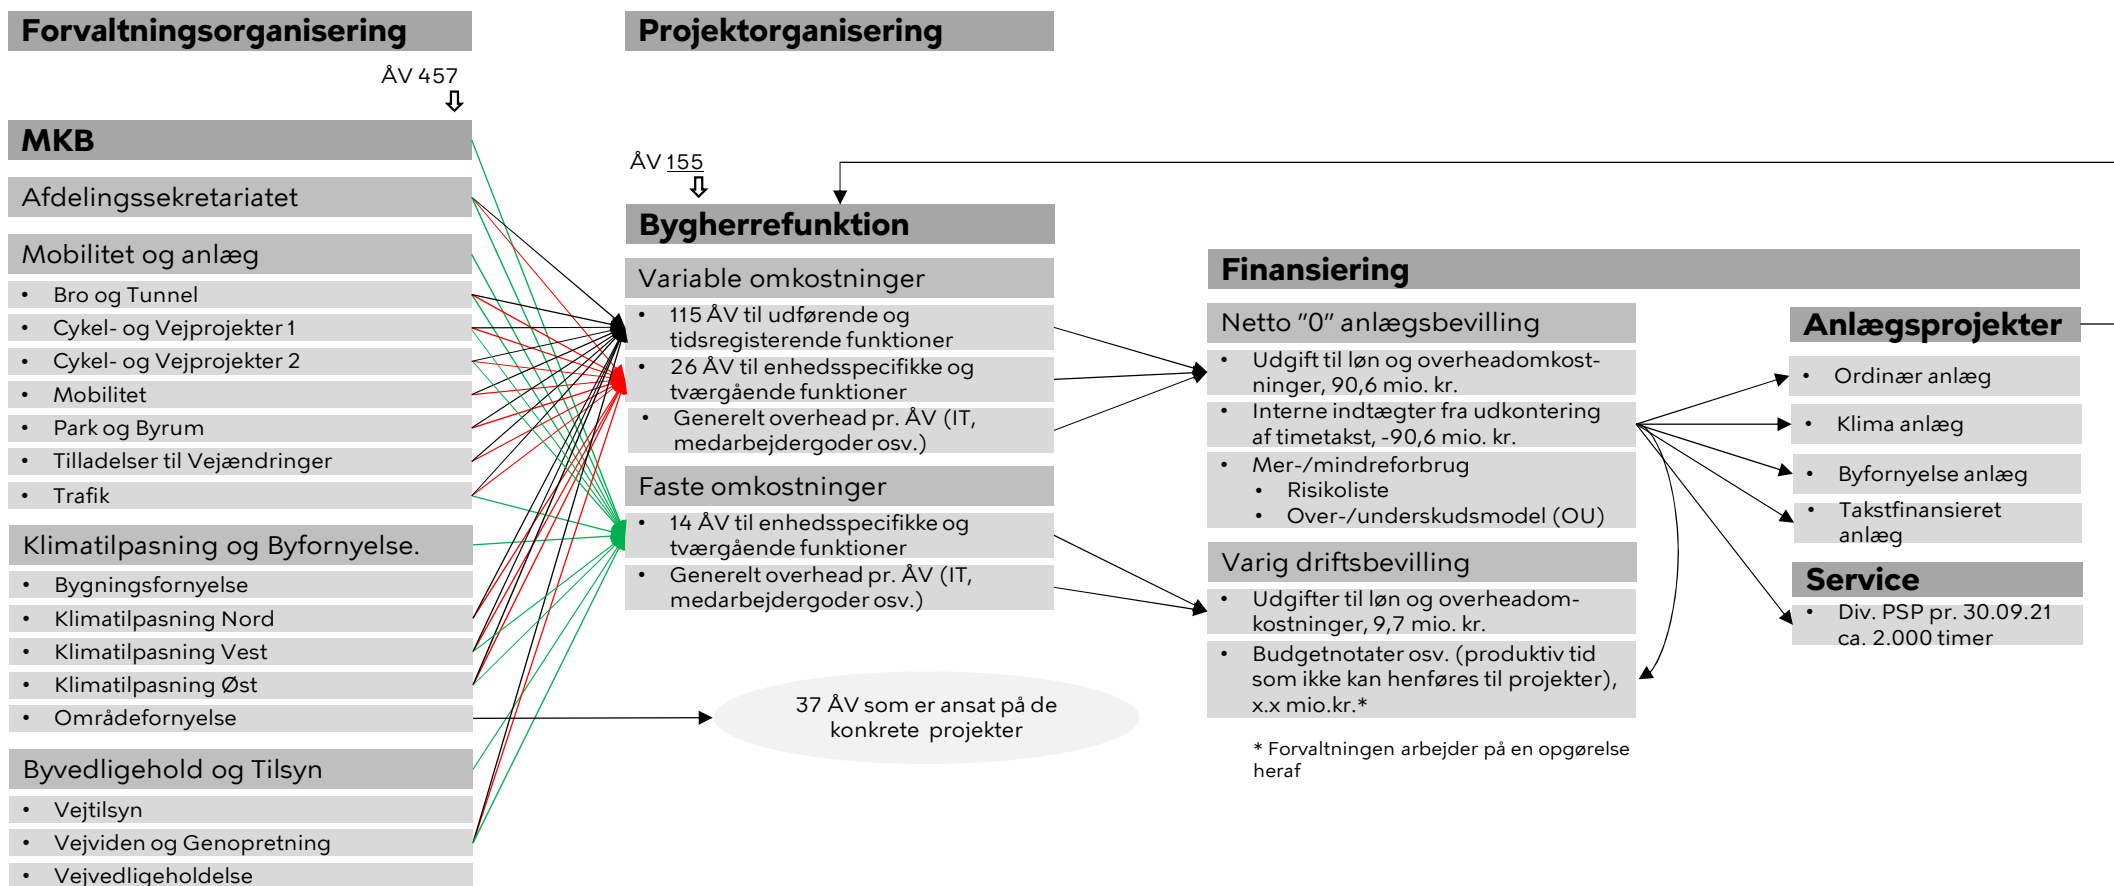 Forvaltningsorganisering
ÅV 457
MKB
Afdelingssekretariatet
Mobilitet og anlæg
• Bro og Tunnel
• Cykel- og Vejprojekter 1
• Cykel- og Vejprojekter 2
• Mobilitet
• Park og Byrum
• Tilladelser til Vejændringer
• Trafik
Klimatilpasning og Byfornyelse.
• Bygningsfornyelse
• Klimatilpasning Nord
• Klimatilpasning Vest
• Klimatilpasning Øst
• Områdefornyelse
Byvedligehold og Tilsyn
• Vejtilsyn
• Vejviden og Genopretning
• Vejvedligeholdelse
Projektorganisering
ÅV 155
Bygherrefunktion
Variable omkostninger
• 115 ÅV til udførende og
tidsregisterende funktioner
• 26 ÅV til enhedsspecifikke og
tværgående funktioner
• Generelt overhead pr. ÅV (IT,
medarbejdergoder osv.)
Faste omkostninger
• 14 ÅV til enhedsspecifikke og
tværgående funktioner
• Generelt overhead pr. ÅV (IT,
medarbejdergoder osv.)
37 ÅV som er ansat på de
konkrete projekter
Finansiering
Netto "0" anlægsbevilling
• Udgift til løn og overheadomkost-
ninger, 90,6 mio. kr.
• Interne indtægter fra udkontering
af timetakst, -90,6 mio. kr.
• Mer-/mindreforbrug
• Risikoliste
• Over-/underskudsmodel (OU)
Varig driftsbevilling
• Udgifter til løn og overheadom-
kostninger, 9,7 mio. kr.
• Budgetnotater osv. (produktiv tid
som ikke kan henføres til projekter),
x.x mio.kr.*
* Forvaltningen arbejder på en opgørelse
heraf
Anlægsprojekter
• Ordinær anlæg
• Klima anlæg
• Byfornyelse anlæg
• Takstfinansieret
anlæg
Service
• Div. PSP pr. 30.09.21
ca. 2.000 timer